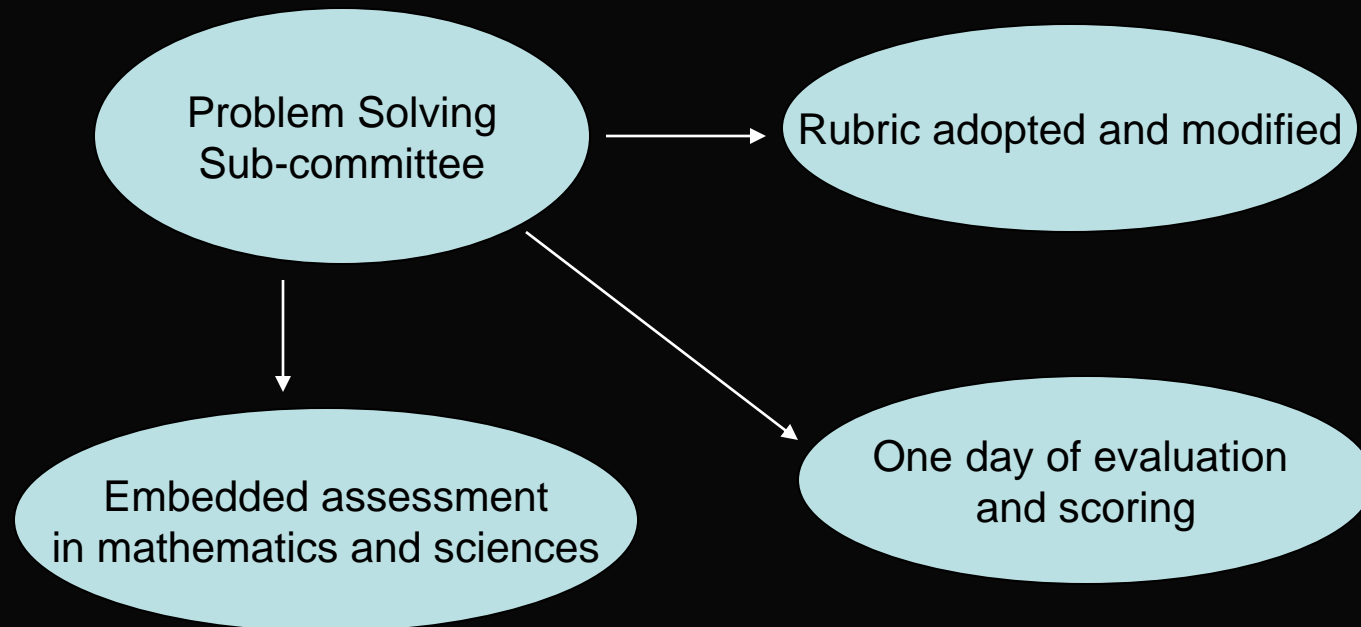 Problem Solving
Sub-committee
Rubric adopted and modified
Embedded assessment
in mathematics and sciences
One day of evaluation
and scoring